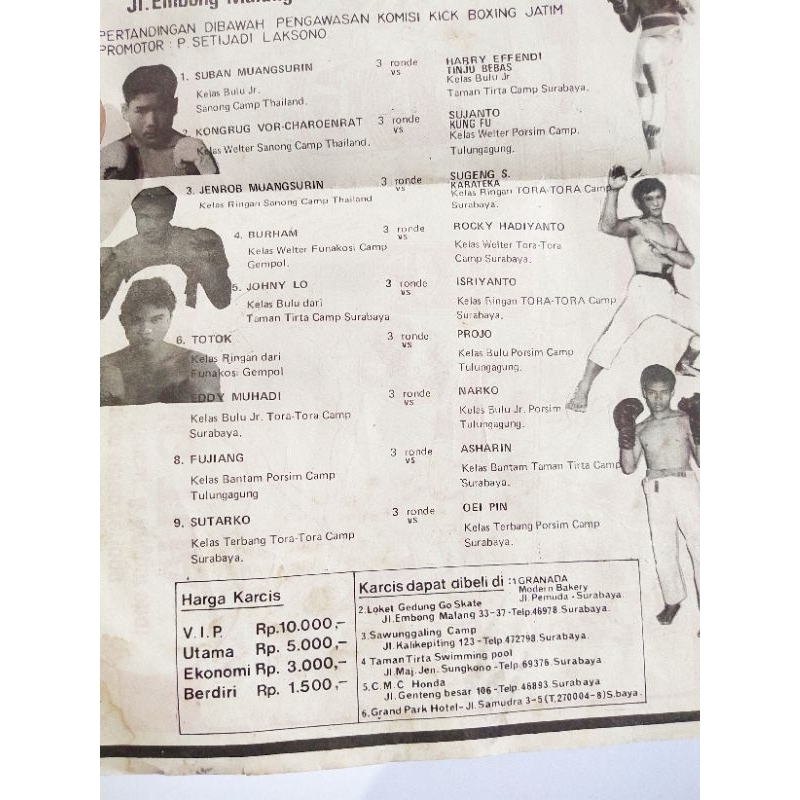 Jl. Embong Malang
PERTANDINGAN DIBAWAH PENGAWASAN KOMISI KICK BOXING JATIM
PROMOTOR : P. SETIJADI LAKSONO
1. SUBAN MUANGSURIN
Kelas Bulu Jr.
Sanong Camp Thailand.
3 ronde
vs
HARRY EFFENDI
TINJU BEBAS
Kelas Bulu Jr
Taman Tirta Camp Surabaya.
2 KONGRUG VOR-CHAROENRAT
Kelas Welter Sanong Camp Thailand.
3 ronde
vs
SUJANTO
KUNG FU
Kelas Welter Porsim Camp.
Tulungagung.
3. JENROB MUANGSURIN
Kelas Ringan Sanong Camp Thailand
3 ronde
vs
SUGENG S.
KARATEKA
Kelas Ringan TORA-TORA Camp
Surabaya.
4. BURHAM
Kelas Welter Funakosi Camp
Gempol.
3 ronde
vs
ROCKY HADIYANTO
Kelas Welter Tora-Tora
Camp Surabaya.
5. JOHNY LO
Kelas Bulu dari
Taman Tirta Camp Surabaya
3 ronde
vs
ISRIYANTO
Kelas Ringan TORA-TORA Camp
Surabaya.
6. TOTOK
Kelas Ringan dari
Funakosi Gempol
3 ronde
vs
PROJO
Kelas Bulu Porsim Camp
Tulungagung.
EDDY MUHADI
Kelas Bulu Jr. Tora-Tora Camp
Surabaya.
3 ronde
vs
NARKO
Kelas Bulu Jr. Porsim
Tulungagung.
8. FUJIANG
Kelas Bantam Porsim Camp
Tulungagung
3 ronde
vs
ASHARIN
Kelas Bantam Taman Tirta Camp
Surabaya.
9. SUTARKO
Kelas Terbang Tora-Tora Camp
Surabaya.
3 ronde
vs
OEI PIN
Kelas Terbang Porsim Camp
Surabaya.
Harga Karcis
V.I.P. Rp.10.000,-
Utama Rp. 5.000,-
Ekonomi Rp. 3.000,-
Berdiri Rp. 1.500,-
Karcis dapat dibeli di : 1 GRANADA
Modern Bakery
Jl. Pemuda - Surabaya
2. Loket Gedung Go Skate
Jl. Embong Malang 33-37 -Telp.46978 Surabaya.
3 Sawunggaling Camp
Jl. Kalikepiting 123 - Telp 472798 Surabaya.
4 Taman Tirta Swimming pool
Jl. Maj. Jen. Sungkono -Telp.69376 Surabaya.
5. C.M.C Honda
Jl. Genteng besar 106 -Telp. 46893 Surabaya
6. Grand Park Hotel-Jl. Samudra 3-5 (T.270004-8) S.baya.